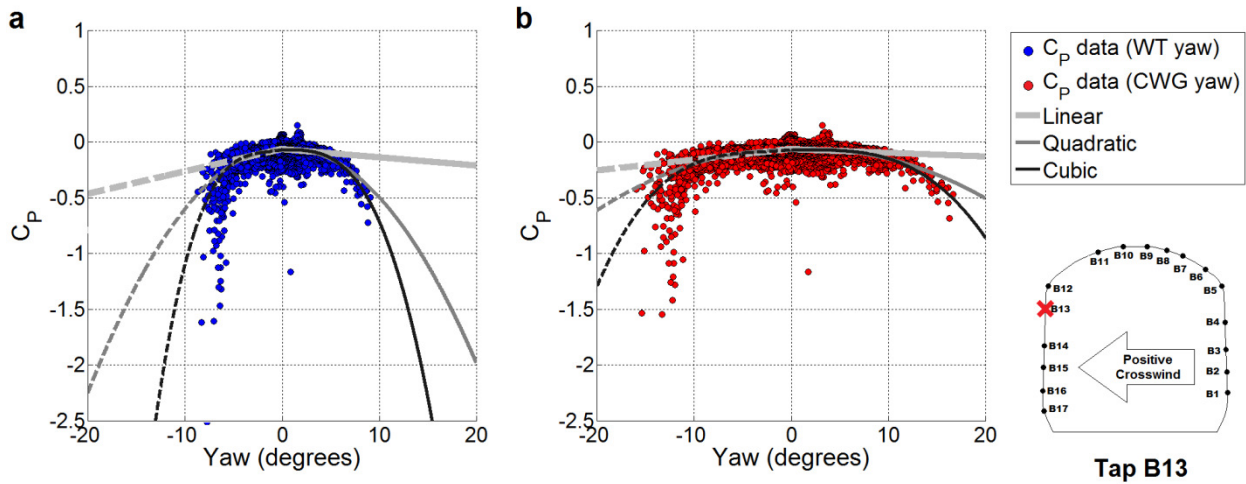 a
1
0.5
0
-0.5
-1
-1.5
-2
-2.5
C_P
-20
-10
0
10
20
Yaw (degrees)
b
1
0.5
0
-0.5
-1
-1.5
-2
-2.5
C_P
-20
-10
0
10
20
Yaw (degrees)
C_P data (WT yaw)
C_P data (CWG yaw)
Linear
Quadratic
Cubic
B11
B10
B9
B8
B7
B6
B5
B12
B13
B4
B14
B3
B15
B2
B16
B1
B17
Positive
Crosswind
Tap B13